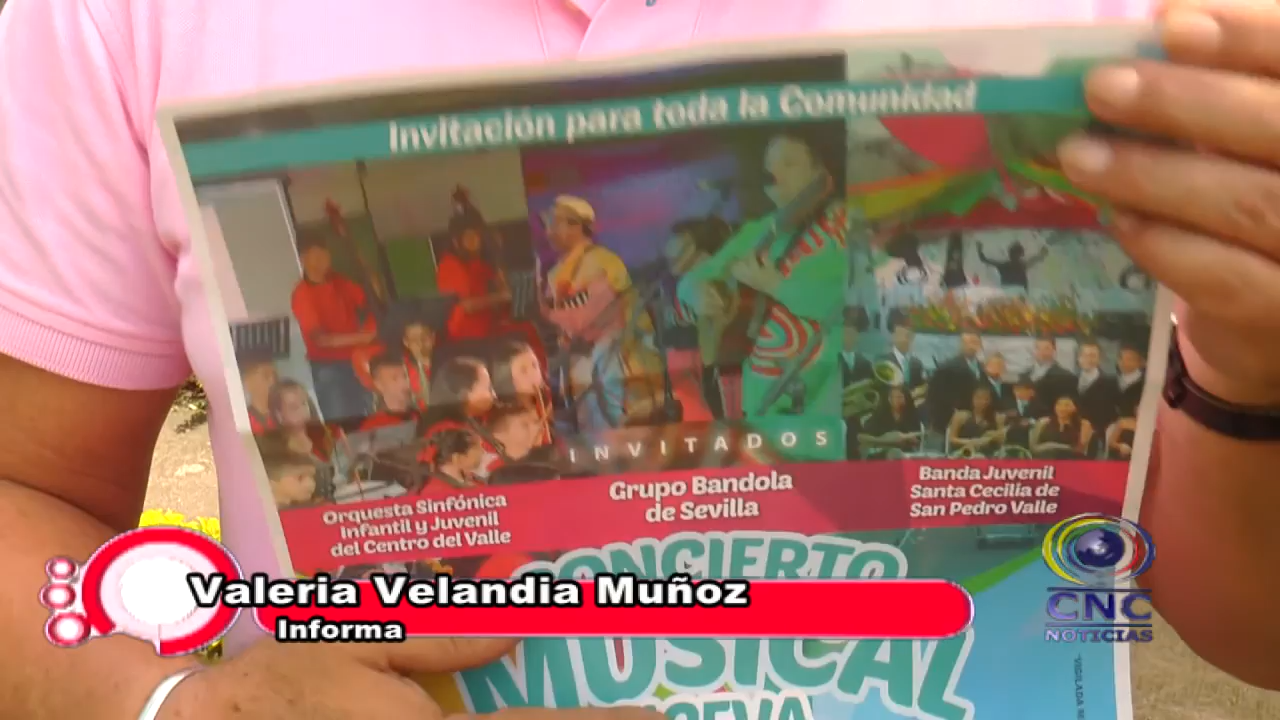 Invitación para toda la Comunidad
INVITADOS
Orquesta Sinfónica
Infantil y Juvenil
del Centro del Valle
Grupo Bandola
de Sevilla
Banda Juvenil
Santa Cecilia de
San Pedro Valle
CONCIERTO
MUSICAL
Valeria Velandia Muñoz
Informa
CNC
NOTICIAS